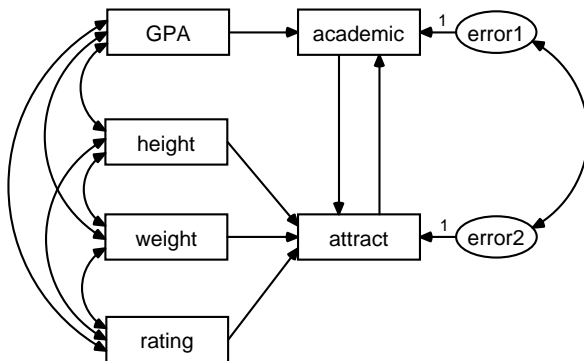 GPA
academic
1
error1
height
weight
attract
1
error2
rating